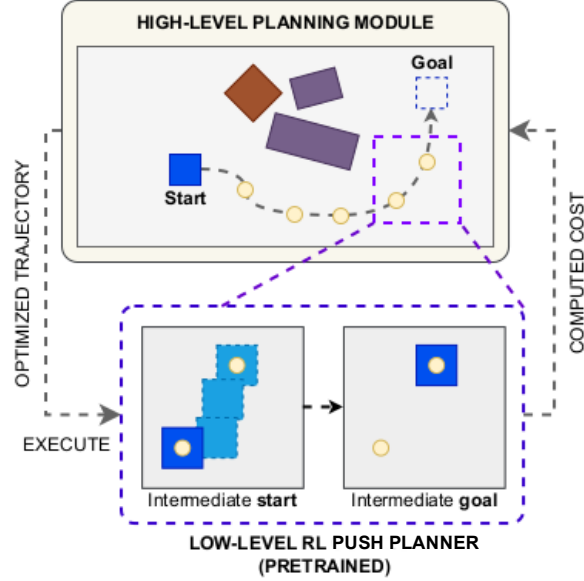 HIGH-LEVEL PLANNING MODULE
Goal
Start
OPTIMIZED TRAJECTORY
COMPUTED COST
EXECUTE
Intermediate start
Intermediate goal
LOW-LEVEL RL PUSH PLANNER
(PRETRAINED)